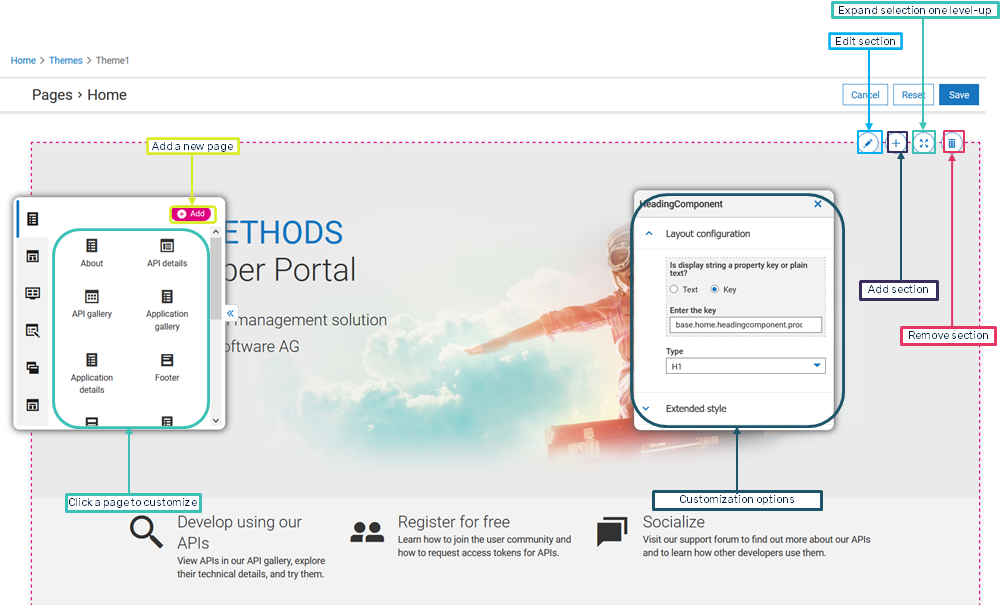 Expand selection one level-up
Edit section
Home > Themes > Theme1
Pages > Home
Cancel
Reset
Save
Add a new page
Add
About
API details
API gallery
Application
gallery
Application
details
Footer
ETHODS
per Portal
management solution
oftware AG
HeadingComponent
Layout configuration
Is display string a property key or plain
text?
Text
Key
Enter the key
base.home.headingcomponent.proc
Type
H1
Extended style
Add section
Remove section
Click a page to customize
Customization options
Develop using our
APIs
View APIs in our API gallery, explore
their technical details, and try them.
Register for free
Learn how to join the user community and
how to request access tokens for APIs.
Socialize
Visit our support forum to find out more about our APIs
and to learn how other developers use them.